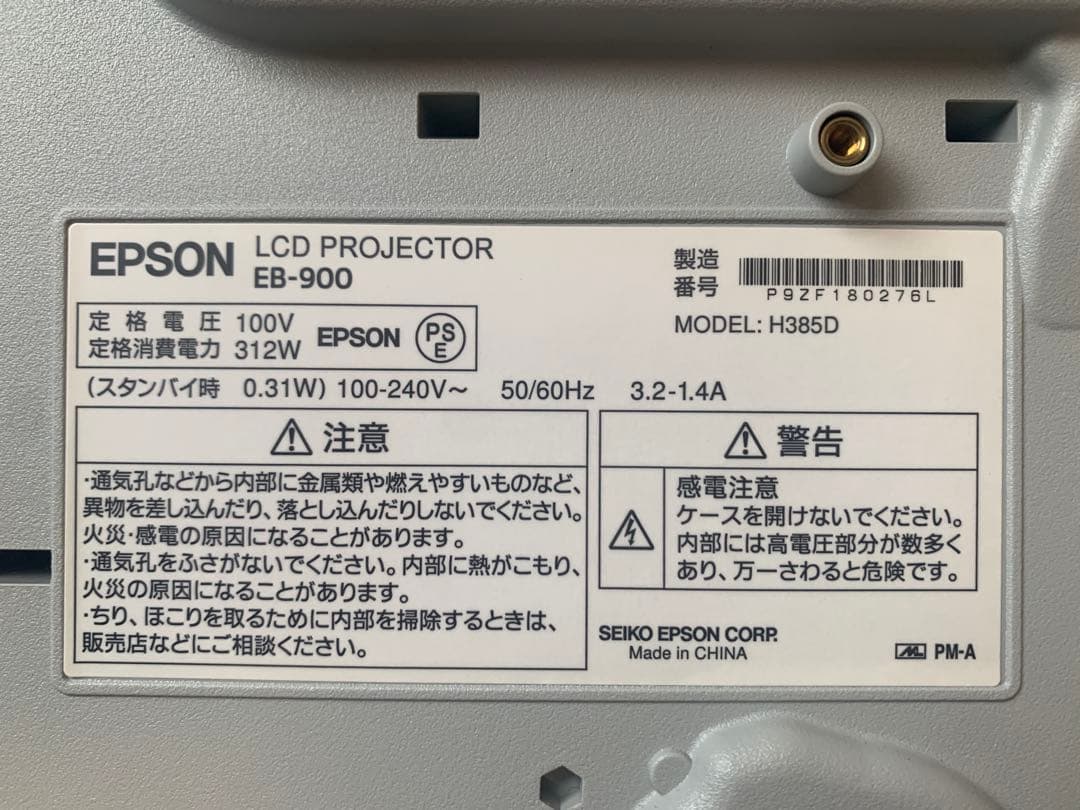 EPSON LCD PROJECTOR
EB-900
製造
番号
P9ZF180276L
MODEL: H385D
定格電圧 100V
定格消費電力 312W
EPSON
PS
E
(スタンバイ時 0.31W) 100-240V～ 50/60Hz 3.2-1.4A
注意
・通気孔などから内部に金属類や燃えやすいものなど、
異物を差し込んだり、落とし込んだりしないでください。
火災・感電の原因になることがあります。
・通気孔をふさがないでください。内部に熱がこもり、
火災の原因になることがあります。
・ちり、ほこりを取るために内部を掃除するときは、
販売店などにご相談ください。
警告
感電注意
ケースを開けないでください。
内部には高電圧部分が数多く
あり、万一さわると危険です。
SEIKO EPSON CORP.
Made in CHINA
PM-A